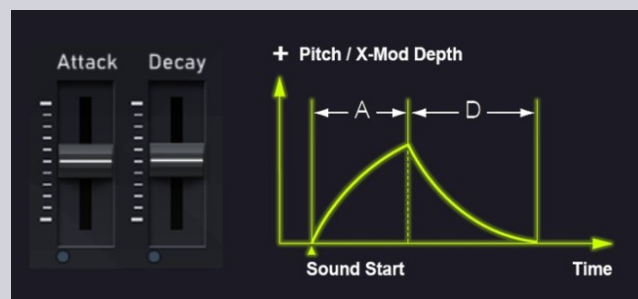 Attack Decay
+ Pitch / X-Mod Depth
A D
Sound Start Time